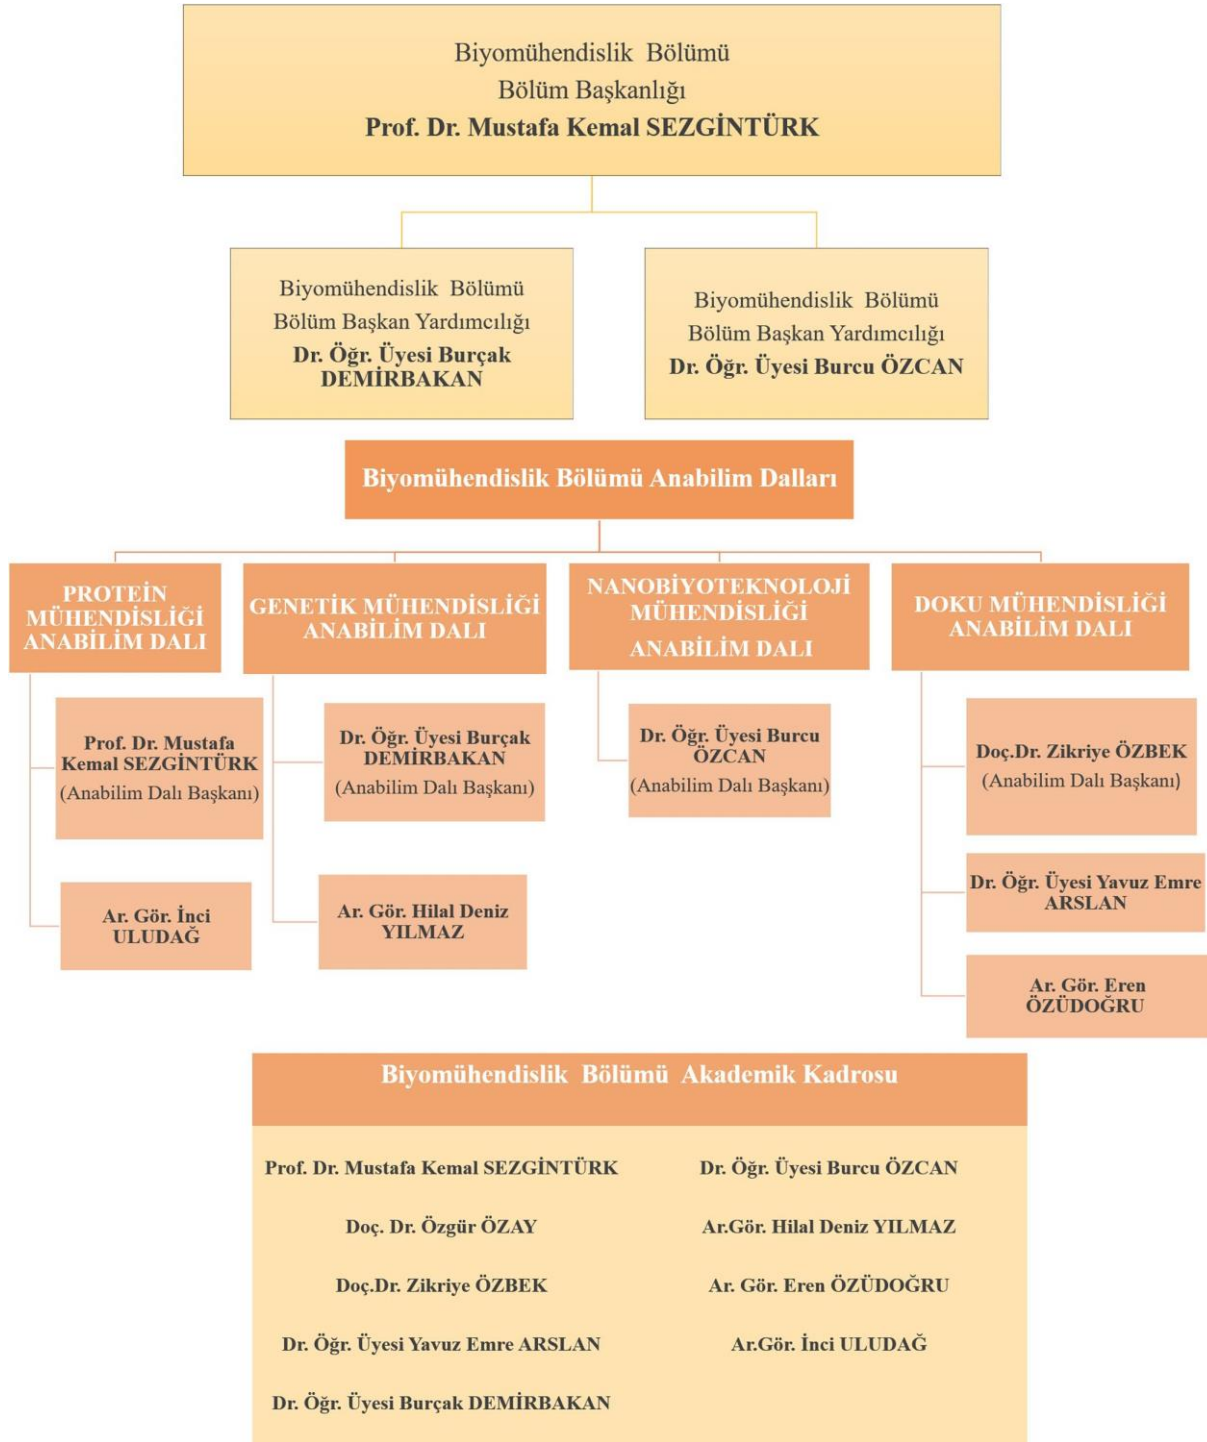 Biyomühendislik Bölümü
Bölüm Başkanlığı
Prof. Dr. Mustafa Kemal SEZGİNTÜRK
Biyomühendislik Bölümü
Bölüm Başkan Yardımcılığı
Dr. Öğr. Üyesi Burçak
DEMİRBAKAN
Biyomühendislik Bölümü
Bölüm Başkan Yardımcılığı
Dr. Öğr. Üyesi Burcu ÖZCAN
Biyomühendislik Bölümü Anabilim Dalları
PROTEİN
MÜHENDİSLİĞİ
ANABİLİM DALI
Prof. Dr. Mustafa
Kemal SEZGİNTÜRK
(Anabilim Dalı Başkanı)
Ar. Gör. İnci
ULUDAĞ
GENETİK MÜHENDİSLİĞİ
ANABİLİM DALI
Dr. Öğr. Üyesi Burçak
DEMİRBAKAN
(Anabilim Dalı Başkanı)
Ar. Gör. Hilal Deniz
YILMAZ
NANOBİYOTEKNOLOJİ
MÜHENDİSLİĞİ
ANABİLİM DALI
Dr. Öğr. Üyesi Burcu
ÖZCAN
(Anabilim Dalı Başkanı)
DOKU MÜHENDİSLİĞİ
ANABİLİM DALI
Doç.Dr. Zikriye ÖZBEK
(Anabilim Dalı Başkanı)
Dr. Öğr. Üyesi Yavuz Emre
ARSLAN
Ar. Gör. Eren
ÖZÜDOĞRU
Biyomühendislik Bölümü Akademik Kadrosu
Prof. Dr. Mustafa Kemal SEZGİNTÜRK
Doç. Dr. Özgür ÖZAY
Doç.Dr. Zikriye ÖZBEK
Dr. Öğr. Üyesi Yavuz Emre ARSLAN
Dr. Öğr. Üyesi Burçak DEMİRBAKAN
Dr. Öğr. Üyesi Burcu ÖZCAN
Ar.Gör. Hilal Deniz YILMAZ
Ar. Gör. Eren ÖZÜDOĞRU
Ar.Gör. İnci ULUDAĞ